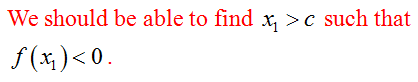 We should be able to find x₁ > c such that
f(x₁) < 0.